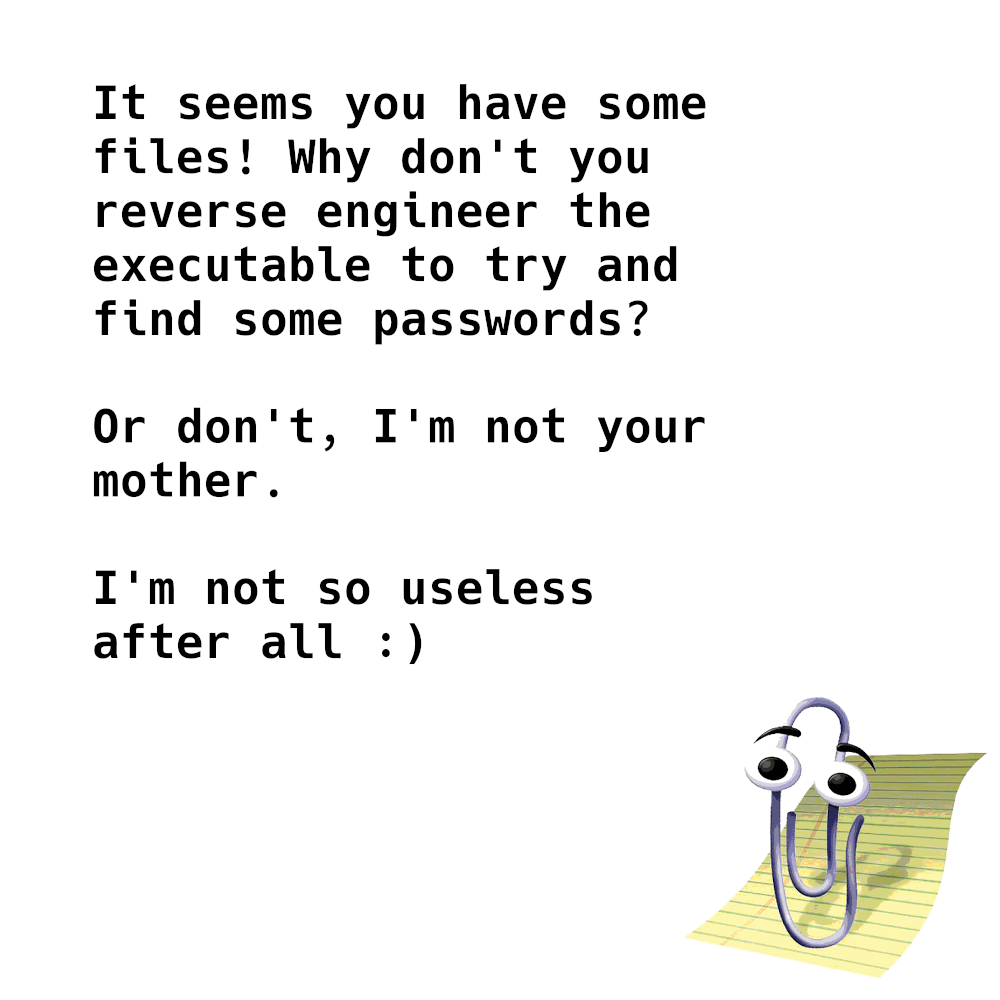 It seems you have some
files! Why don't you
reverse engineer the
executable to try and
find some passwords?
Or don't, I'm not your
mother.
I'm not so useless
after all :)